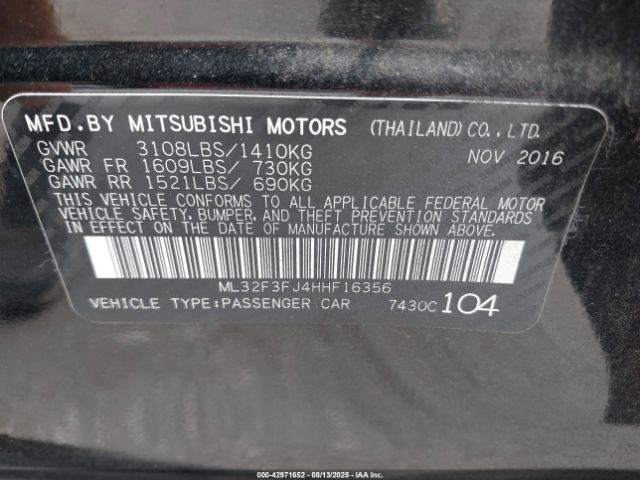 MFD.BY MITSUBISHI MOTORS (THAILAND) CO., LTD.
GVWR 3108LBS/1410KG NOV 2016
GAWR FR 1609LBS/ 730KG
GAWR RR 1521LBS/ 690KG
THIS VEHICLE CONFORMS TO ALL APPLICABLE FEDERAL MOTOR
VEHICLE SAFETY, BUMPER, AND THEFT PREVENTION STANDARDS
IN EFFECT ON THE DATE OF MANUFACTURE SHOWN ABOVE.
ML32F3FJ4HHF16356
VEHICLE TYPE:PASSENGER CAR 7430C 104
© 42971652 - 08/13/2025 - IAA Inc.